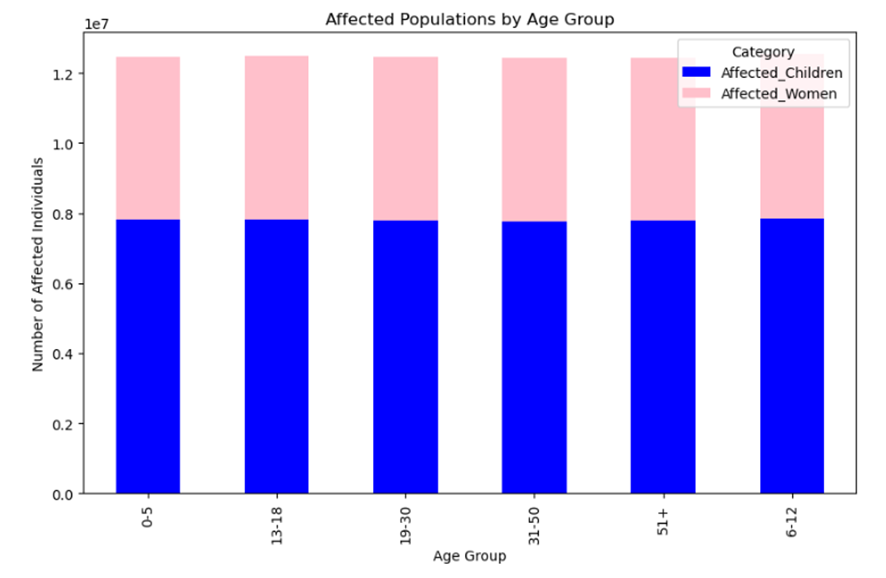 Affected Populations by Age Group
1e7
Category
Affected_Children
Affected_Women
1.2
1.0
0.8
0.6
0.4
0.2
0.0
Number of Affected Individuals
0-5
13-18
19-30
31-50
51+
6-12
Age Group